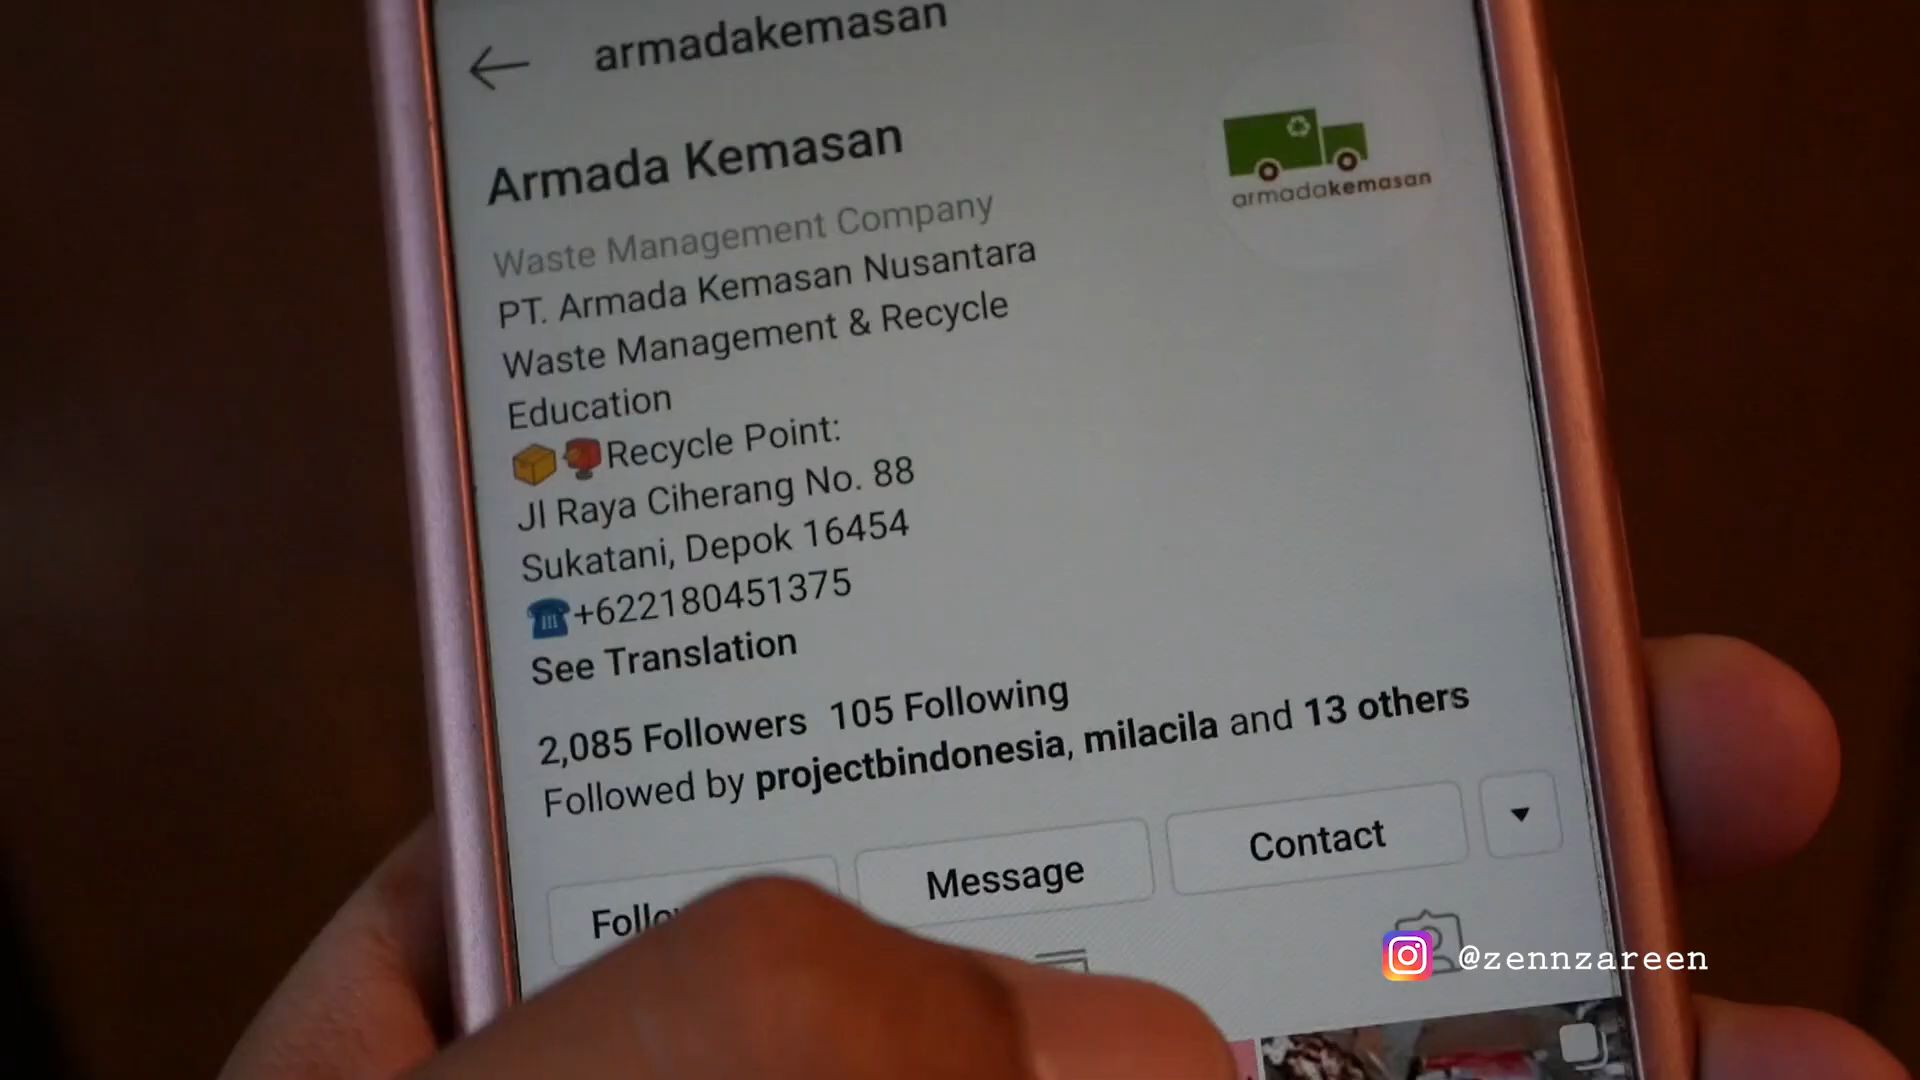 armadakemasan
Armada Kemasan
armadakemasan
Waste Management Company
PT. Armada Kemasan Nusantara
Waste Management & Recycle
Education
📦📮Recycle Point:
Jl Raya Ciherang No. 88
Sukatani, Depok 16454
☎+622180451375
See Translation
2,085 Followers 105 Following
Followed by projectbindonesia, milacila and 13 others
Message
Contact
@zennzareen